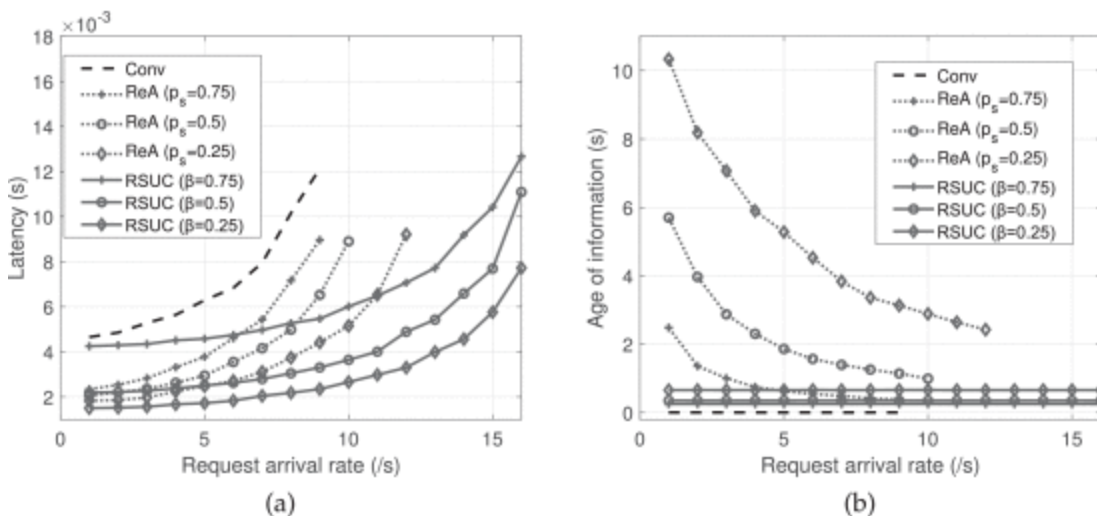 ×10⁻³
18
16
14
12
10
8
6
4
2
0
5
10
15
Latency (s)
Request arrival rate (/s)
Conv
ReA (pₛ=0.75)
ReA (pₛ=0.5)
ReA (pₛ=0.25)
RSUC (β=0.75)
RSUC (β=0.5)
RSUC (β=0.25)
(a)
10
8
6
4
2
0
0
5
10
15
Age of information (s)
Request arrival rate (/s)
Conv
ReA (pₛ=0.75)
ReA (pₛ=0.5)
ReA (pₛ=0.25)
RSUC (β=0.75)
RSUC (β=0.5)
RSUC (β=0.25)
(b)